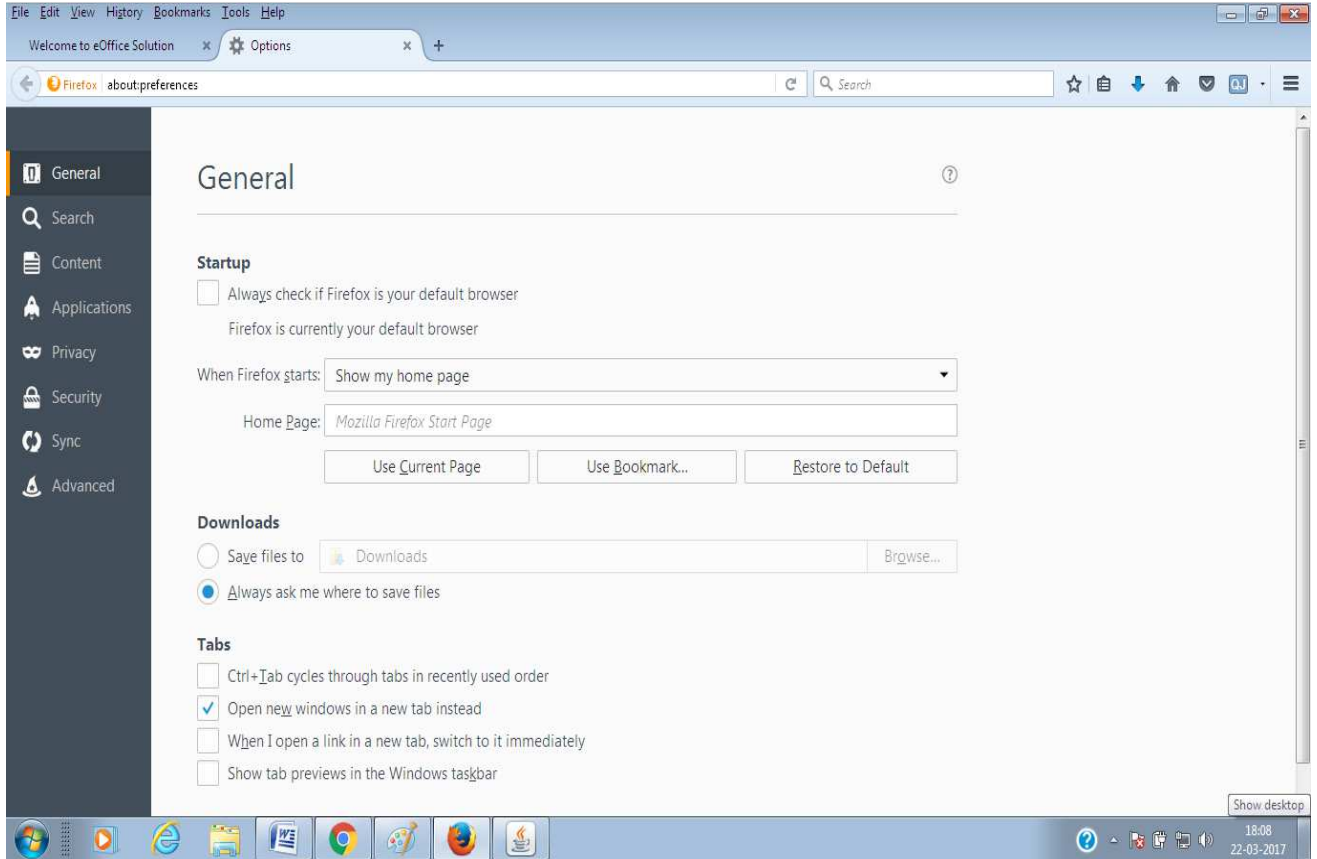 File Edit View History Bookmarks Tools Help
Welcome to eOffice Solution
Options
Firefox about:preferences
Search
QJ
General
Search
Content
Applications
Privacy
Security
Sync
Advanced
General
Startup
Always check if Firefox is your default browser
Firefox is currently your default browser
When Firefox starts: Show my home page
Home Page: Mozilla Firefox Start Page
Use Current Page Use Bookmark... Restore to Default
Downloads
Save files to Downloads Browse...
Always ask me where to save files
Tabs
Ctrl+Tab cycles through tabs in recently used order
Open new windows in a new tab instead
When I open a link in a new tab, switch to it immediately
Show tab previews in the Windows taskbar
Show desktop
18:08
22-03-2017